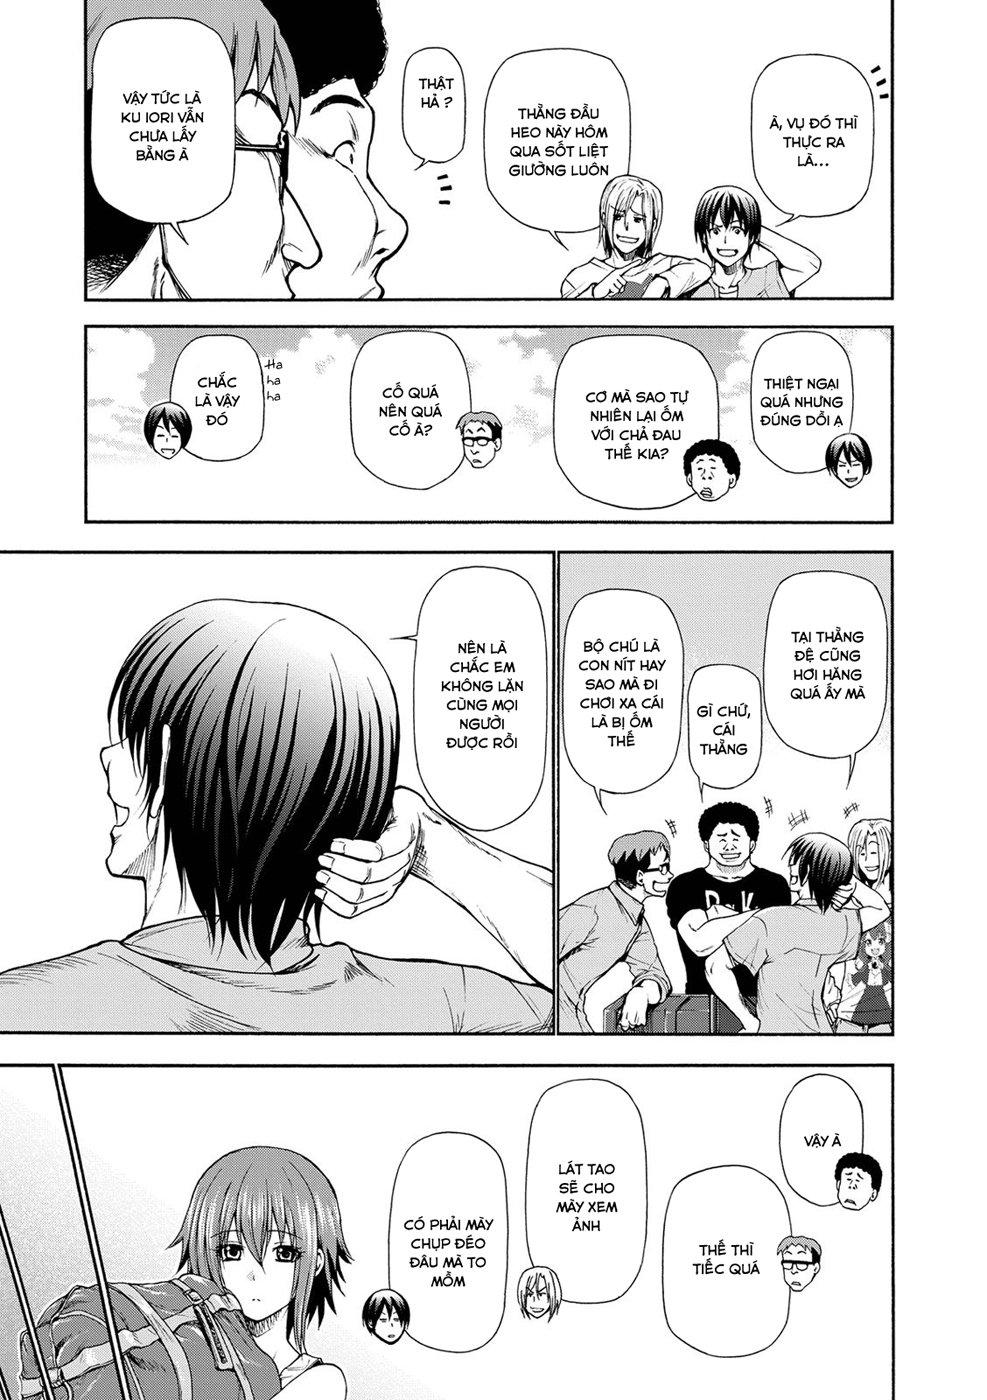 À, VỤ ĐÓ THÌ
THỰC RA
LÀ...
THẰNG ĐẦU
HEO NÀY HÔM
QUA SỐT LIỆT
GIƯỜNG LUÔN
THẬT
HẢ ?
VẬY TỨC LÀ
KU IORI VẪN
CHƯA LẤY
BẰNG À
THIỆT NGẠI
QUÁ NHƯNG
ĐÚNG DỒI Ạ
CƠ MÀ SAO TỰ
NHIÊN LẠI ỐM
VỚI CHẢ ĐAU
THẾ KIA?
CỐ QUÁ
NÊN QUÁ
CỐ À?
Ha
ha
ha
CHẮC
LÀ VẬY
ĐÓ
TẠI THẰNG
ĐỆ CŨNG
HƠI HĂNG
QUÁ ẤY MÀ
GÌ CHỨ,
CÁI
THẰNG
BỘ CHÚ LÀ
CON NÍT HAY
SAO MÀ ĐI
CHƠI XA CÁI
LÀ BỊ ỐM
THẾ
NÊN LÀ
CHẮC EM
KHÔNG LẶN
CÙNG MỌI
NGƯỜI
ĐƯỢC RỒI
VẬY À
THẾ THÌ
TIẾC QUÁ
LÁT TAO
SẼ CHO
MÀY XEM
ẢNH
CÓ PHẢI MÀY
CHỤP ĐÉO
ĐÂU MÀ TO
MỒM